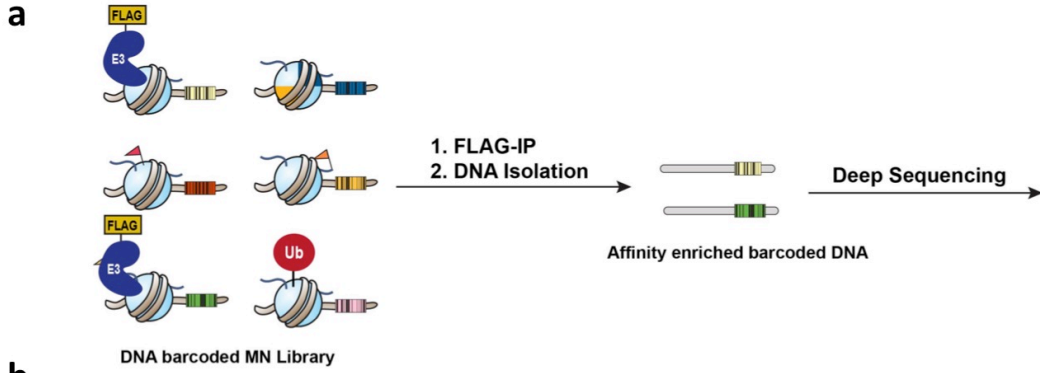 a
FLAG
E3
1. FLAG-IP
2. DNA Isolation
Deep Sequencing
FLAG
E3
Ub
Affinity enriched barcoded DNA
DNA barcoded MN Library